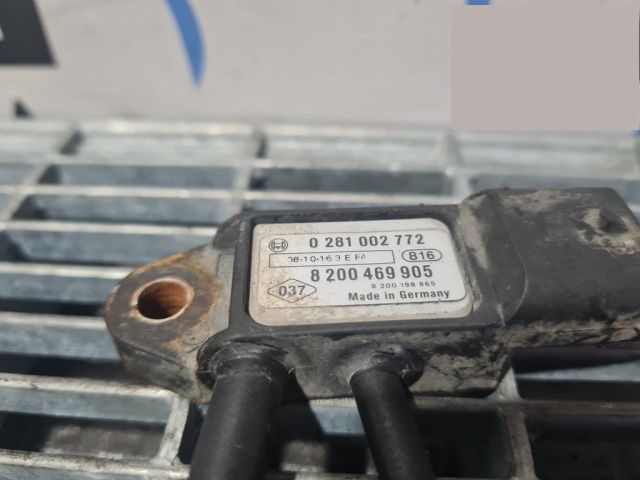 0 281 002 772
08-10-16 3 E F4 816
8 200 469 905
8 200 198 965
037 Made in Germany